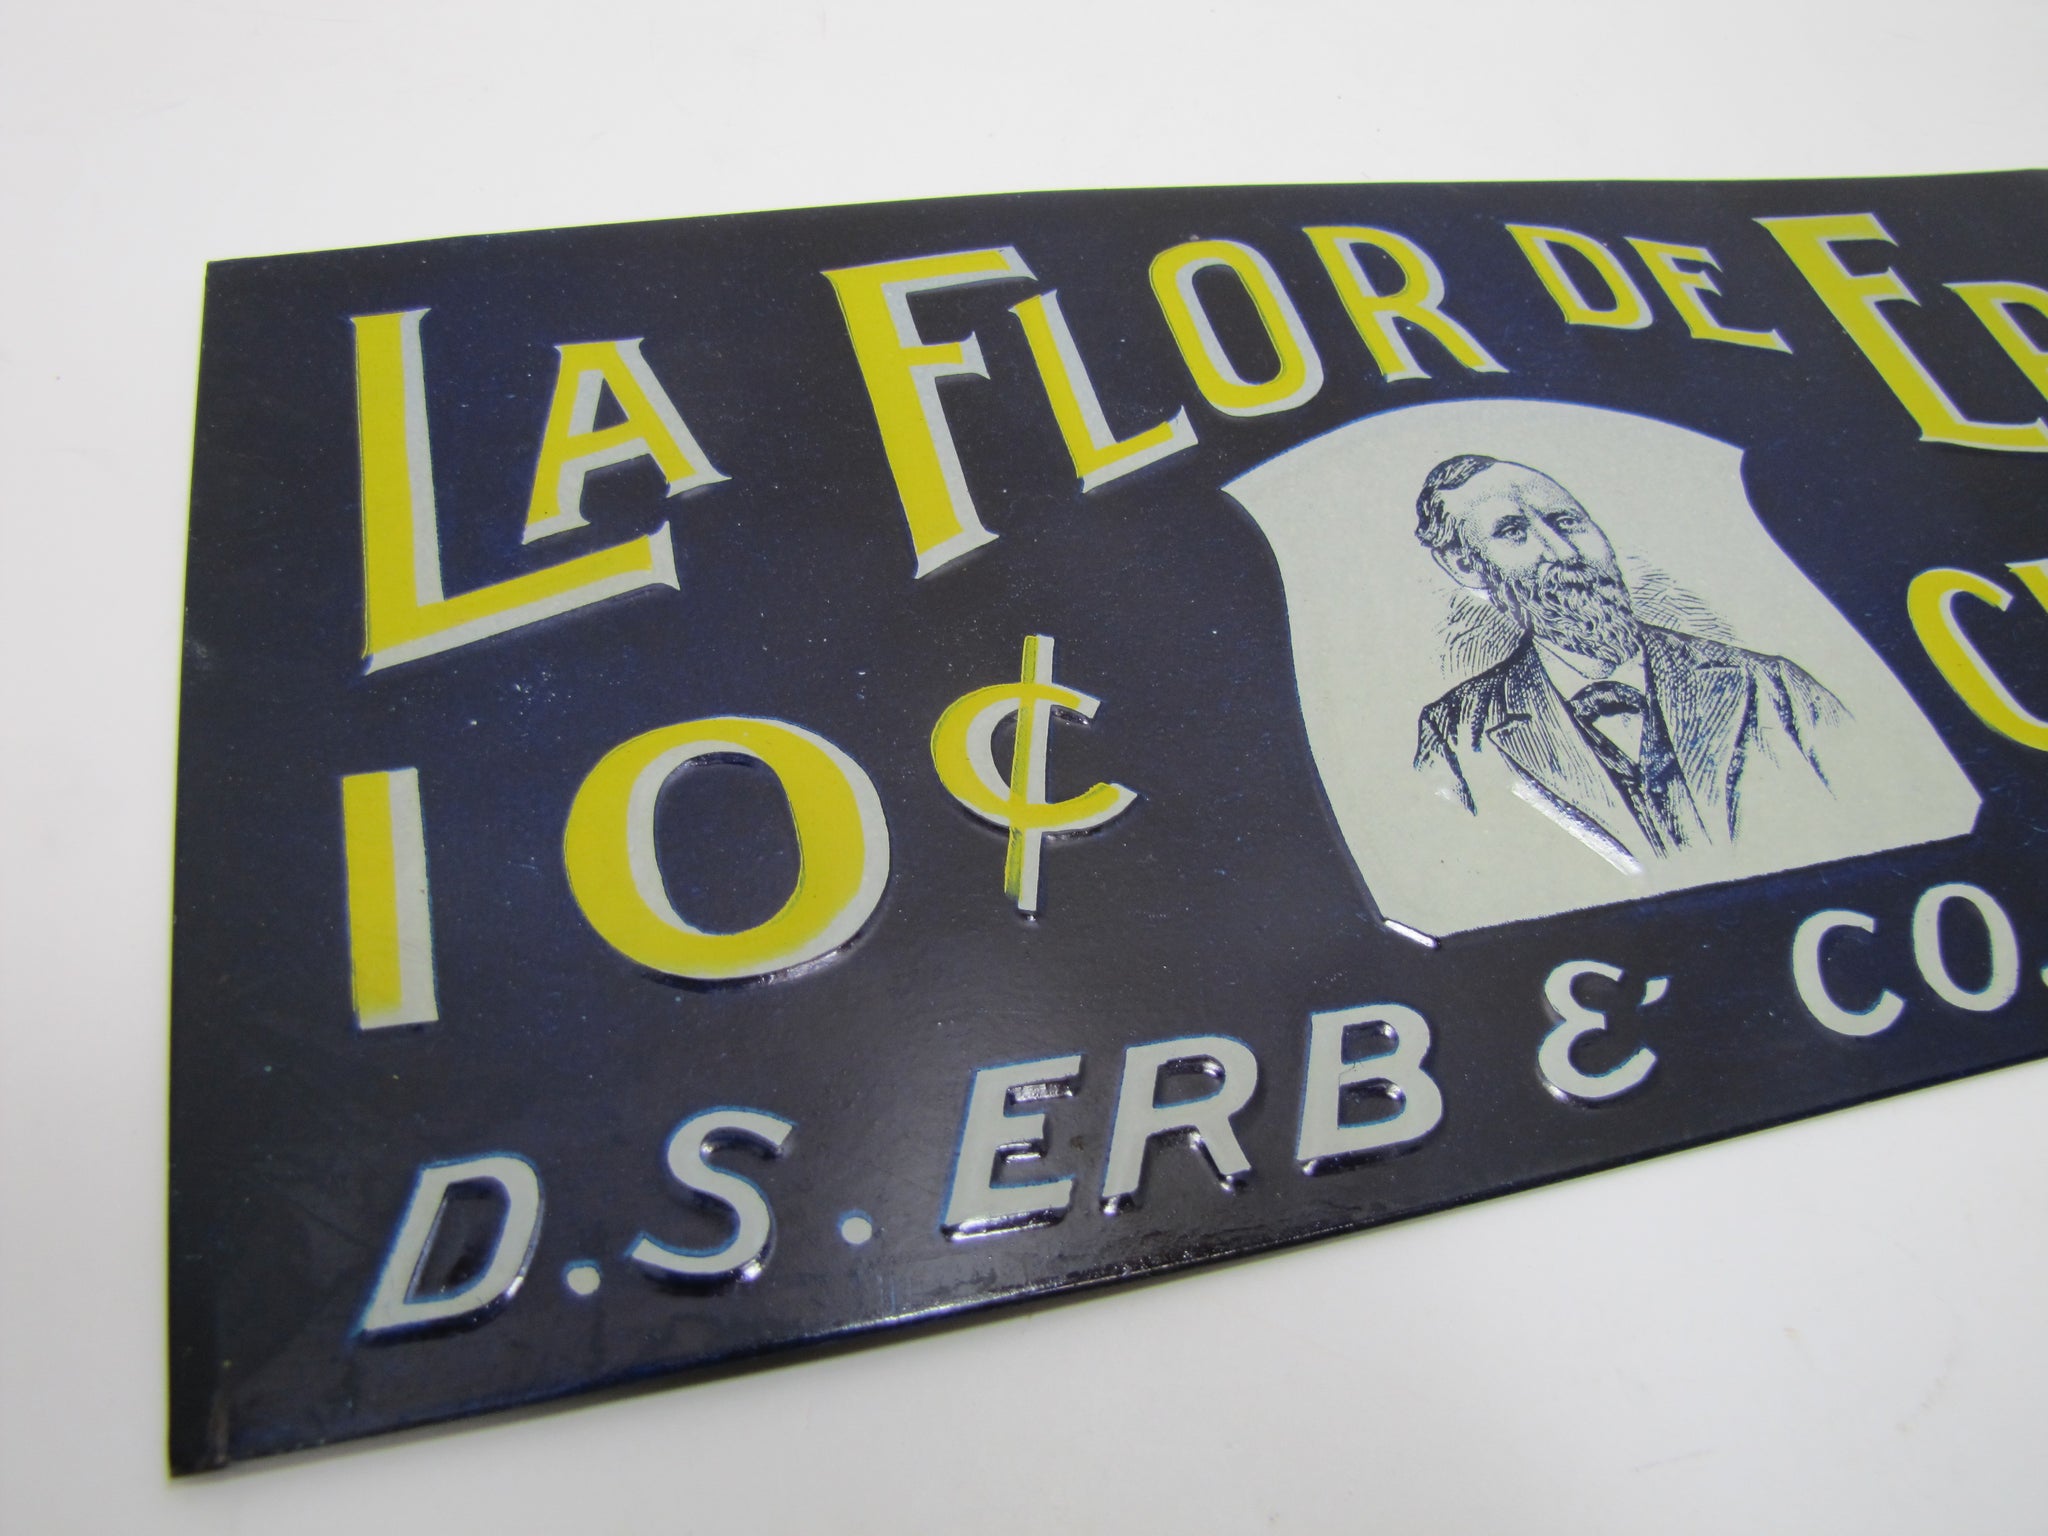 LA FLOR DE
10¢
D.S. ERB & CO.